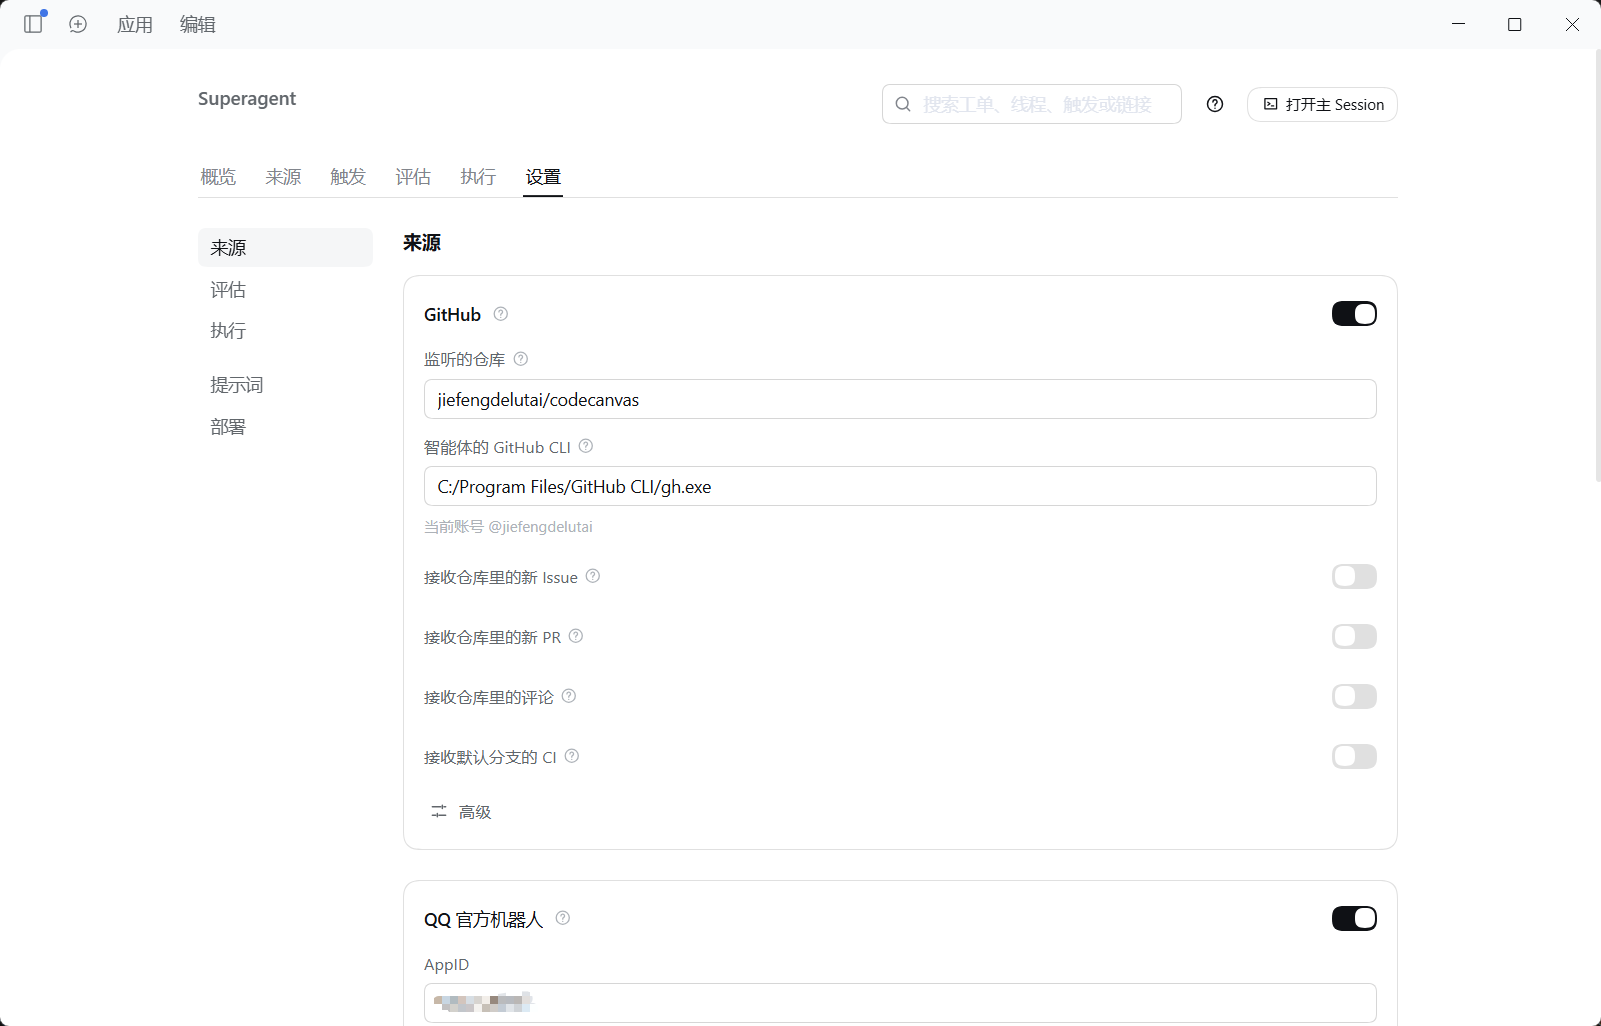 应用 编辑
Superagent
搜索工单、线程、触发或链接
打开主 Session
概览 来源 触发 评估 执行 设置
来源
评估
执行
提示词
部署
来源
GitHub
监听的仓库
jiefengdelutai/codecanvas
智能体的 GitHub CLI
C:/Program Files/GitHub CLI/gh.exe
当前账号 @jiefengdelutai
接收仓库里的新 Issue
接收仓库里的新 PR
接收仓库里的评论
接收默认分支的 CI
高级
QQ 官方机器人
AppID